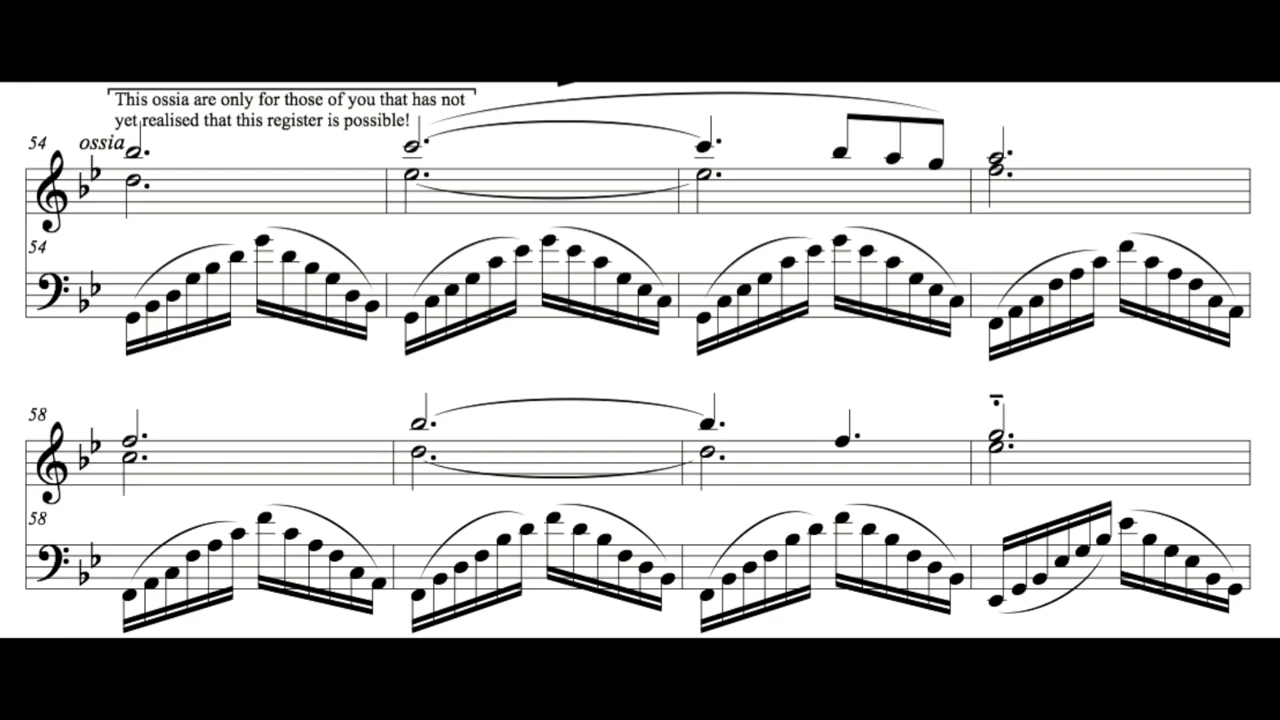 This ossia are only for those of you that has not
yet realised that this register is possible!
54 ossia
54
58
58